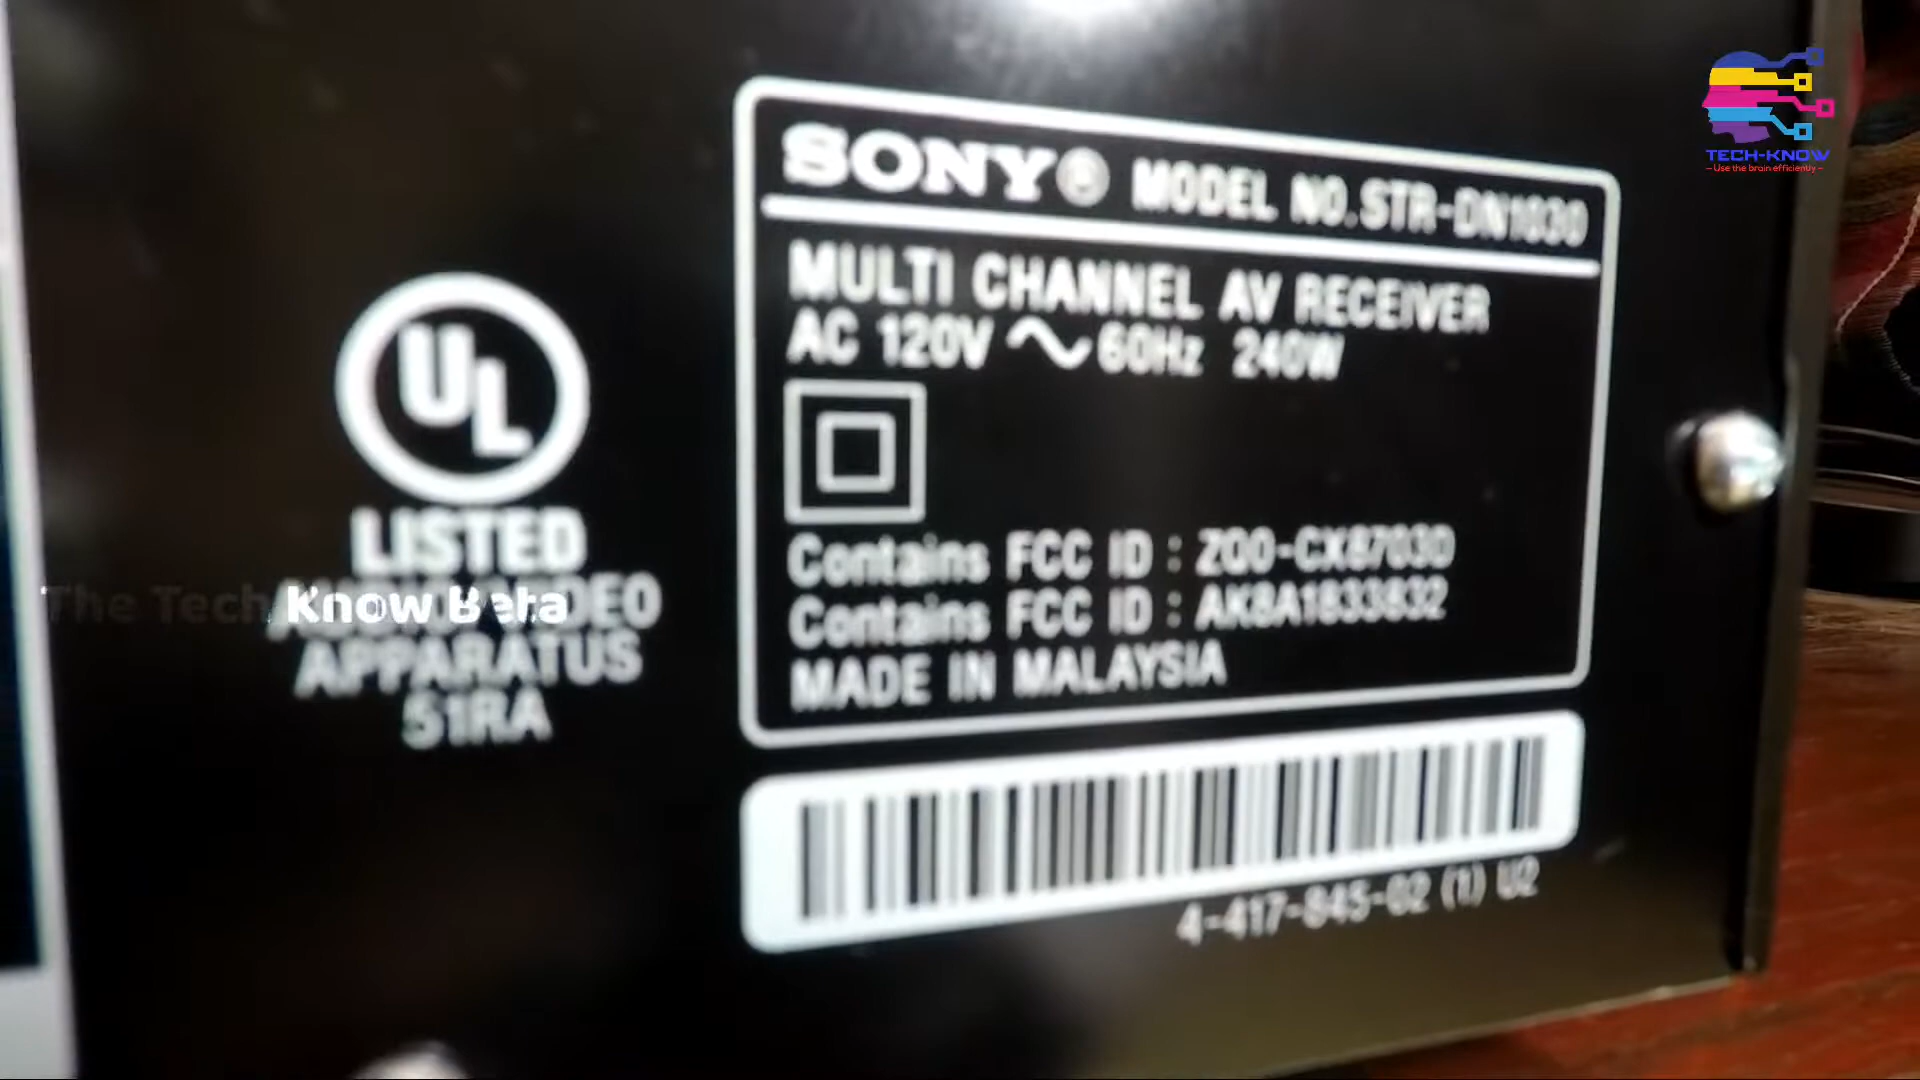 TECH-KNOW
Use the brain efficiently
SONY® MODEL NO. STR-DN1030
MULTI CHANNEL AV RECEIVER
AC 120V ~ 60Hz 240W
Contains FCC ID : ZQ0-CX87030
Contains FCC ID : AK8A1833832
MADE IN MALAYSIA
4-417-845-02 (1) U2
UL
LISTED
AUDIO/VIDEO
APPARATUS
51RA
The Tech Know Beta